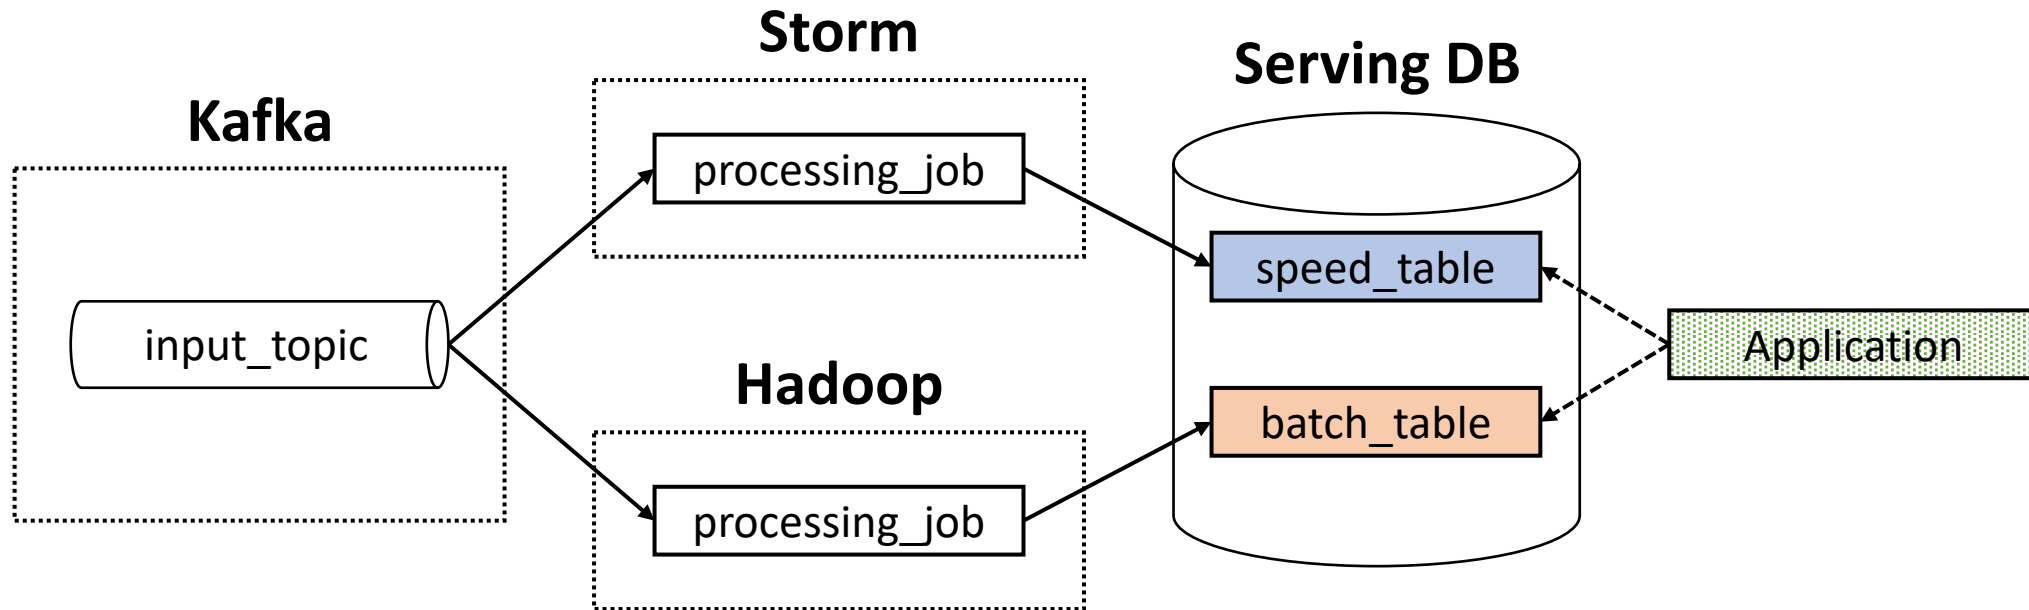 Kafka
input_topic
Storm
processing_job
Hadoop
processing_job
Serving DB
speed_table
batch_table
Application